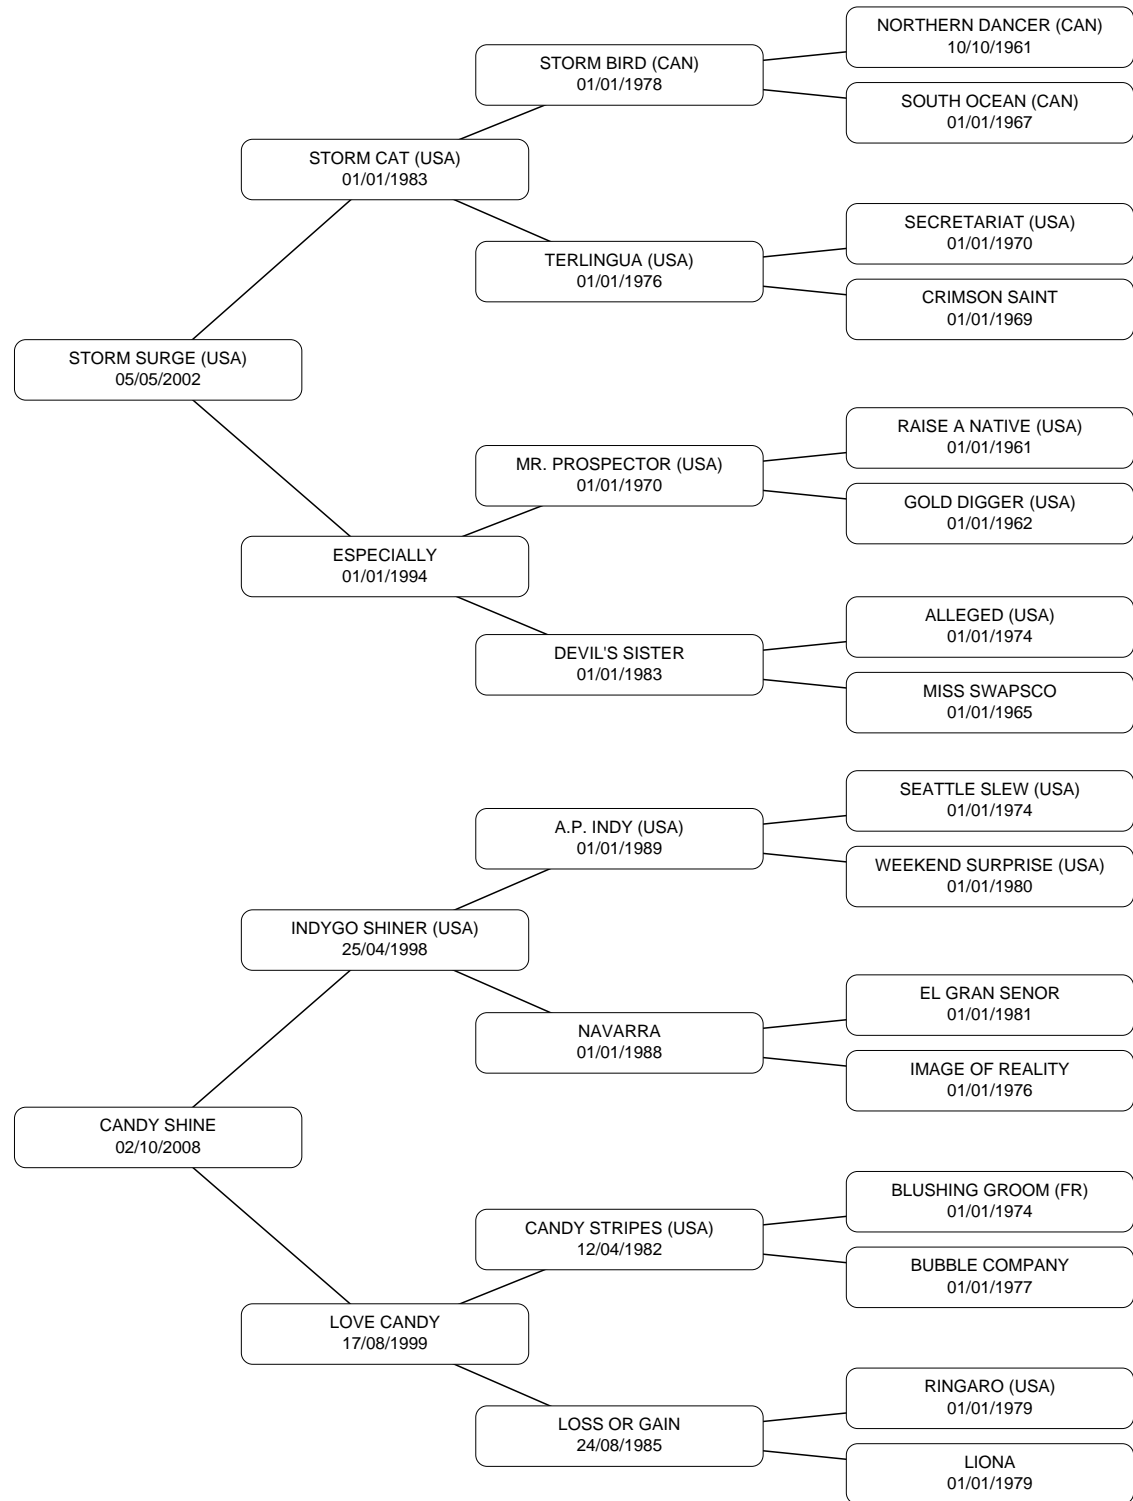 NORTHERN DANCER (CAN)
10/10/1961
STORM BIRD (CAN)
01/01/1978
SOUTH OCEAN (CAN)
01/01/1967
STORM CAT (USA)
01/01/1983
SECRETARIAT (USA)
01/01/1970
TERLINGUA (USA)
01/01/1976
CRIMSON SAINT
01/01/1969
STORM SURGE (USA)
05/05/2002
RAISE A NATIVE (USA)
01/01/1961
MR. PROSPECTOR (USA)
01/01/1970
GOLD DIGGER (USA)
01/01/1962
ESPECIALLY
01/01/1994
ALLEGED (USA)
01/01/1974
DEVIL'S SISTER
01/01/1983
MISS SWAPSCO
01/01/1965
SEATTLE SLEW (USA)
01/01/1974
A.P. INDY (USA)
01/01/1989
WEEKEND SURPRISE (USA)
01/01/1980
INDYGO SHINER (USA)
25/04/1998
EL GRAN SENOR
01/01/1981
NAVARRA
01/01/1988
IMAGE OF REALITY
01/01/1976
CANDY SHINE
02/10/2008
BLUSHING GROOM (FR)
01/01/1974
CANDY STRIPES (USA)
12/04/1982
BUBBLE COMPANY
01/01/1977
LOVE CANDY
17/08/1999
RINGARO (USA)
01/01/1979
LOSS OR GAIN
24/08/1985
LIONA
01/01/1979